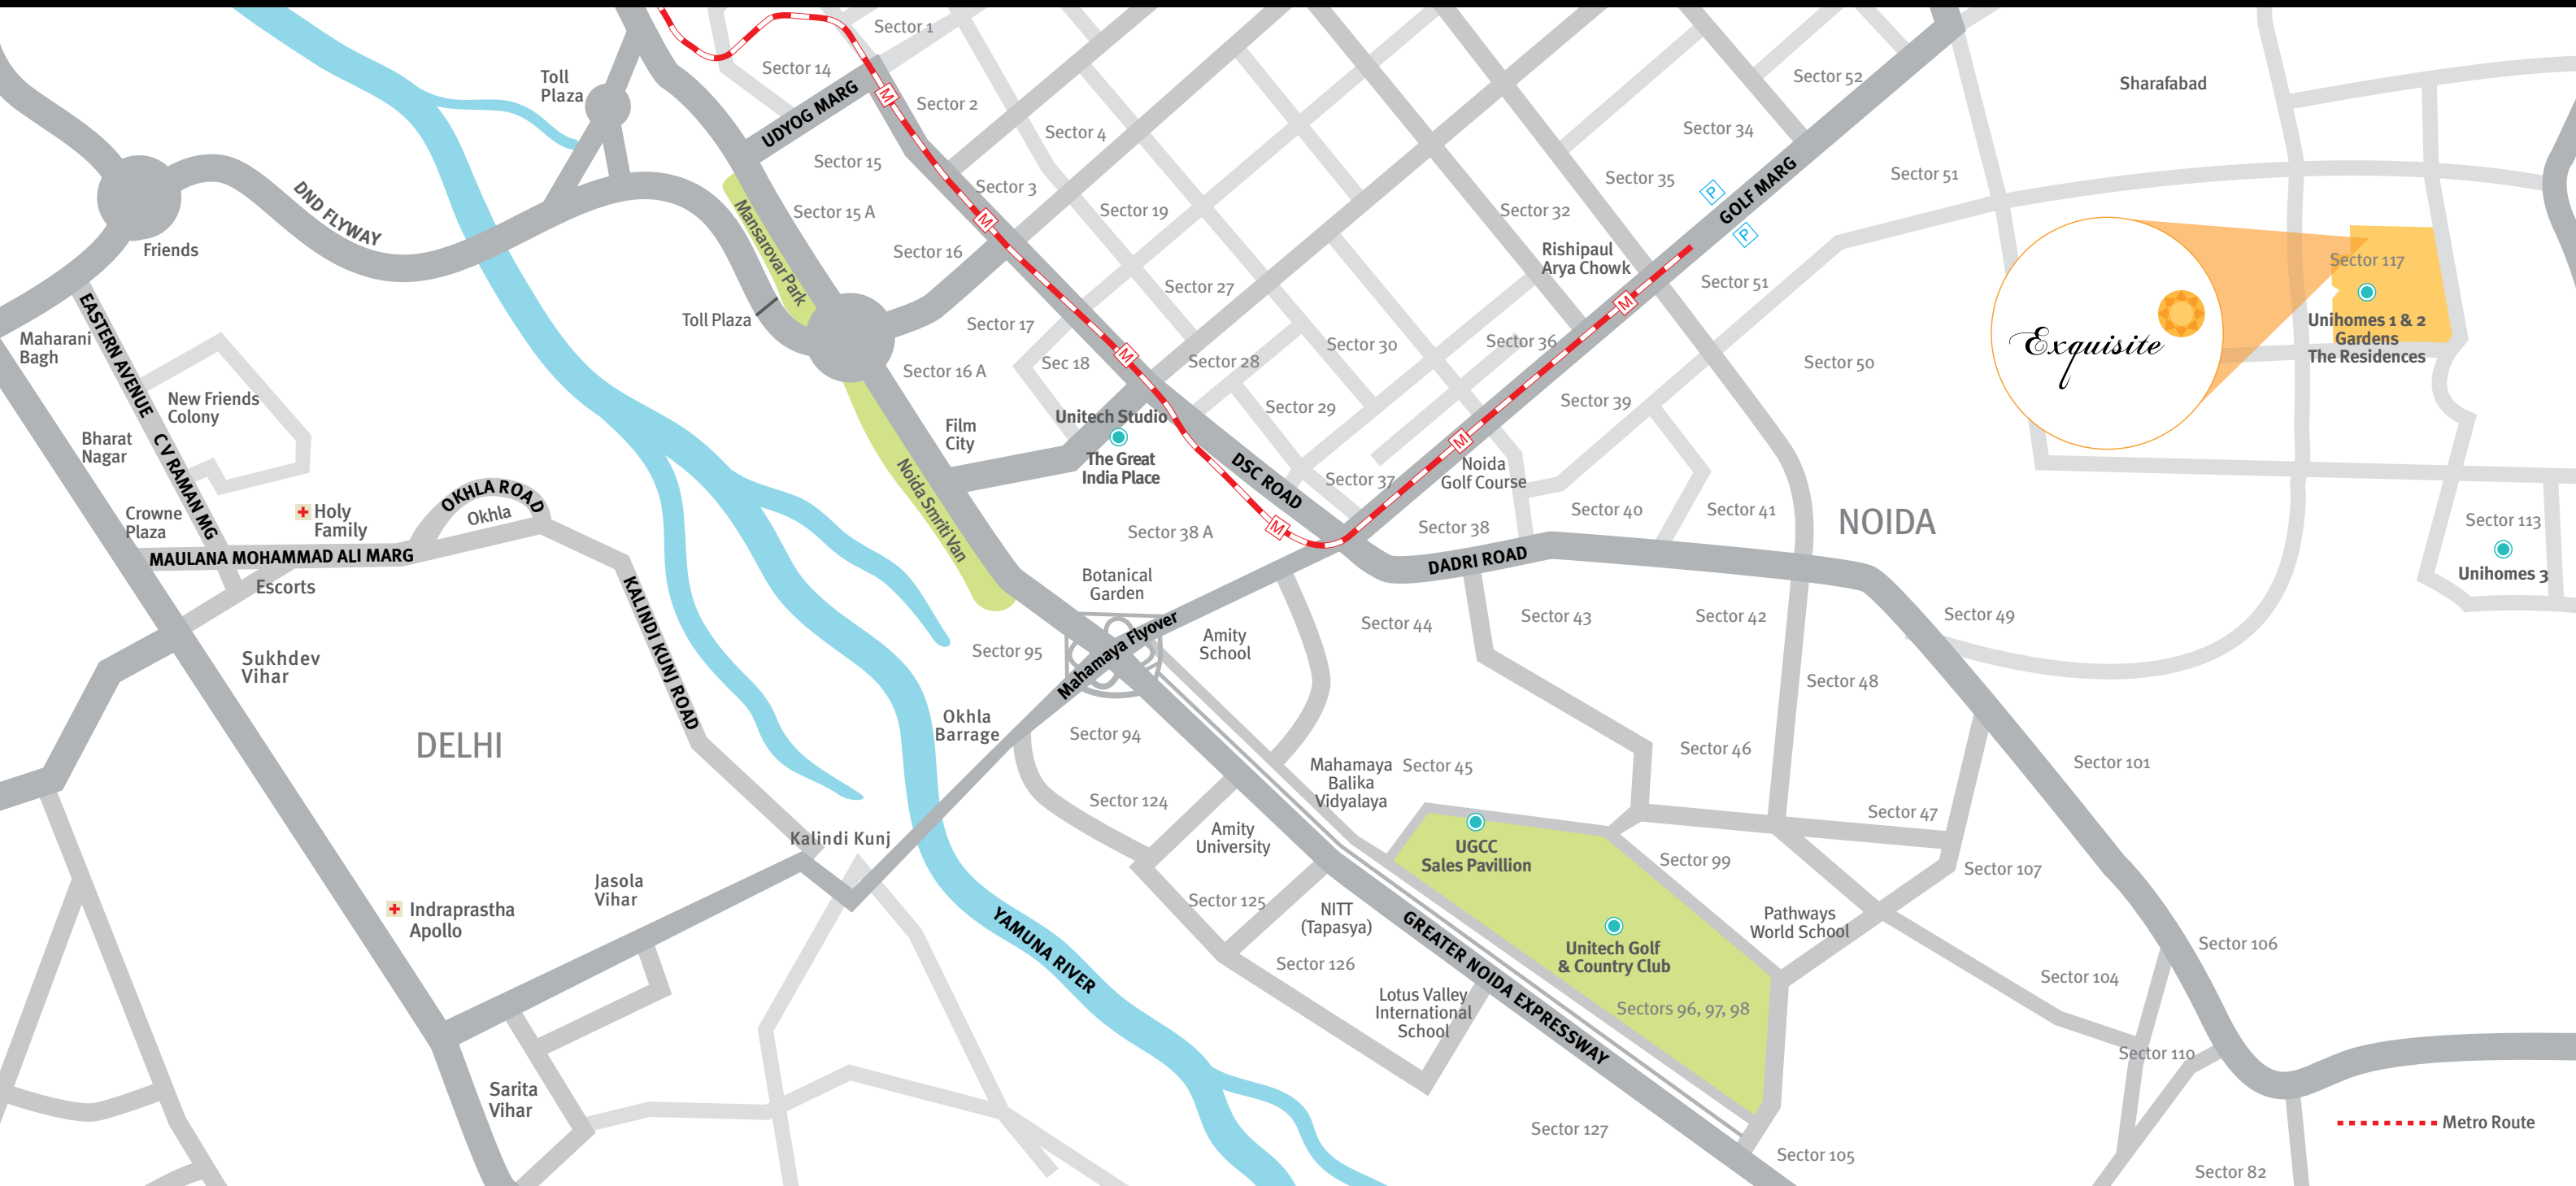 Sector 1
Toll
Plaza
Sector 14
UDYOG MARG
M
Sector 2
Sector 4
Sector 52
Sharafabad
Sector 34
Sector 15
Sector 3
Sector 35
P
GOLF MARG
Sector 51
DND FLYWAY
Mansarovar Park
Sector 15 A
M
Sector 19
Sector 32
P
Friends
Sector 16
Rishipaul
Arya Chowk
Sector 117
EASTERN AVENUE
Sector 27
Sector 51
M
Toll Plaza
Sector 17
Unihomes 1 & 2
Gardens
The Residences
Maharani
Bagh
Exquisite
M
Sector 30
Sector 36
Sector 16 A
Sec 18
Sector 28
Sector 50
New Friends
Colony
Unitech Studio
Sector 29
Sector 39
Film
City
Bharat
Nagar
CV RAMAN MG
The Great
India Place
DSC ROAD
M
Noida
Golf Course
Sector 37
Noida Smriti Van
OKHLA ROAD
Okhla
Crowne
Plaza
Holy
Family
Sector 38 A
M
Sector 38
Sector 40
Sector 41
NOIDA
Sector 113
MAULANA MOHAMMAD ALI MARG
DADRI ROAD
Escorts
Botanical
Garden
Unihomes 3
KALINDI KUNJ ROAD
Mahamaya Flyover
Sector 44
Sector 43
Sector 42
Sector 49
Amity
School
Sector 95
Sukhdev
Vihar
Sector 48
DELHI
Okhla
Barrage
Sector 94
Sector 46
Mahamaya
Balika
Vidyalaya
Sector 45
Sector 101
Sector 124
Sector 47
Kalindi Kunj
Amity
University
UGCC
Sales Pavillion
Sector 99
Sector 107
Jasola
Vihar
Sector 125
Indraprastha
Apollo
NITT
(Tapasya)
Pathways
World School
YAMUNA RIVER
GREATER NOIDA EXPRESSWAY
Unitech Golf
& Country Club
Sector 106
Sector 126
Sector 104
Lotus Valley
International
School
Sectors 96, 97, 98
Sector 110
Sarita
Vihar
Sector 127
Metro Route
Sector 105
Sector 82